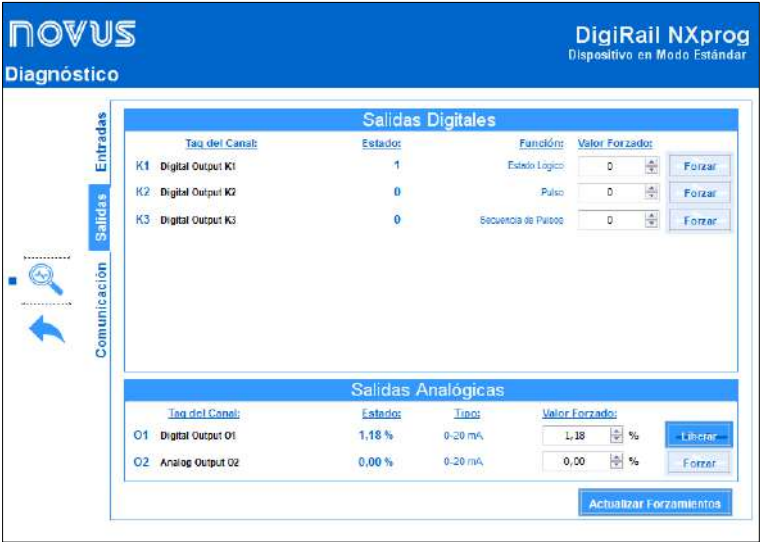 novus
DigiRail NXprog
Dispositivo en Modo Estándar
Diagnóstico
Entradas
Salidas
Comunicación
Salidas Digitales
Tag del Canal: Estado: Función: Valor Forzado:
K1 Digital Output K1 1 Estado Lógico 0 Forzar
K2 Digital Output K2 0 Pulso 0 Forzar
K3 Digital Output K3 0 Secuencia de Pulsos 0 Forzar
Salidas Analógicas
Tag del Canal: Estado: Tipo: Valor Forzado:
O1 Digital Output O1 1,18 % 0-20 mA 1,18 % Liberar
O2 Analog Output O2 0,00 % 0-20 mA 0,00 % Forzar
Actualizar Forzamientos